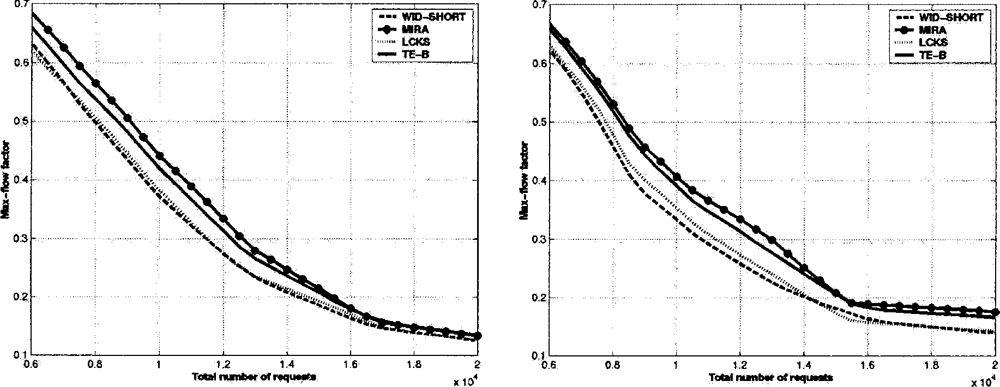 0.7
0.6
0.5
0.4
0.3
0.2
0.1
Max-flow factor
WID-SHORT
MIRA
LCKS
TE-B
0.6 0.8 1 1.2 1.4 1.6 1.8 2
Total number of requests
x 10^4
0.7
0.6
0.5
0.4
0.3
0.2
0.1
Max-flow factor
WID-SHORT
MIRA
LCKS
TE-B
0.6 0.8 1 1.2 1.4 1.6 1.8 2
Total number of requests
x 10^4